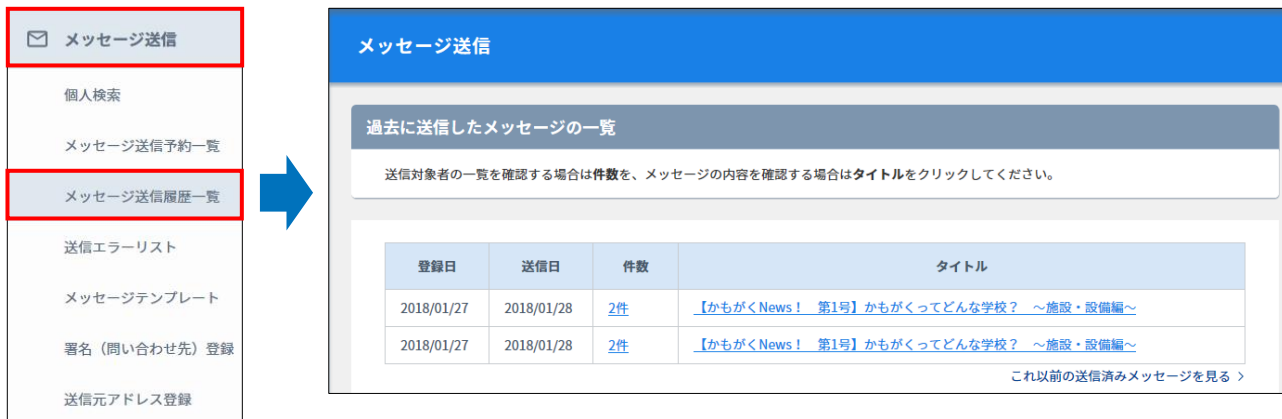 メッセージ送信
個人検索
メッセージ送信予約一覧
メッセージ送信履歴一覧
送信エラーリスト
メッセージテンプレート
署名（問い合わせ先）登録
送信元アドレス登録
メッセージ送信
過去に送信したメッセージの一覧
送信対象者の一覧を確認する場合は件数を、メッセージの内容を確認する場合はタイトルをクリックしてください。
登録日 送信日 件数 タイトル
2018/01/27 2018/01/28 2件 【かもがくNews！　第1号】かもがくってどんな学校？　～施設・設備編～
2018/01/27 2018/01/28 2件 【かもがくNews！　第1号】かもがくってどんな学校？　～施設・設備編～
これ以前の送信済みメッセージを見る >